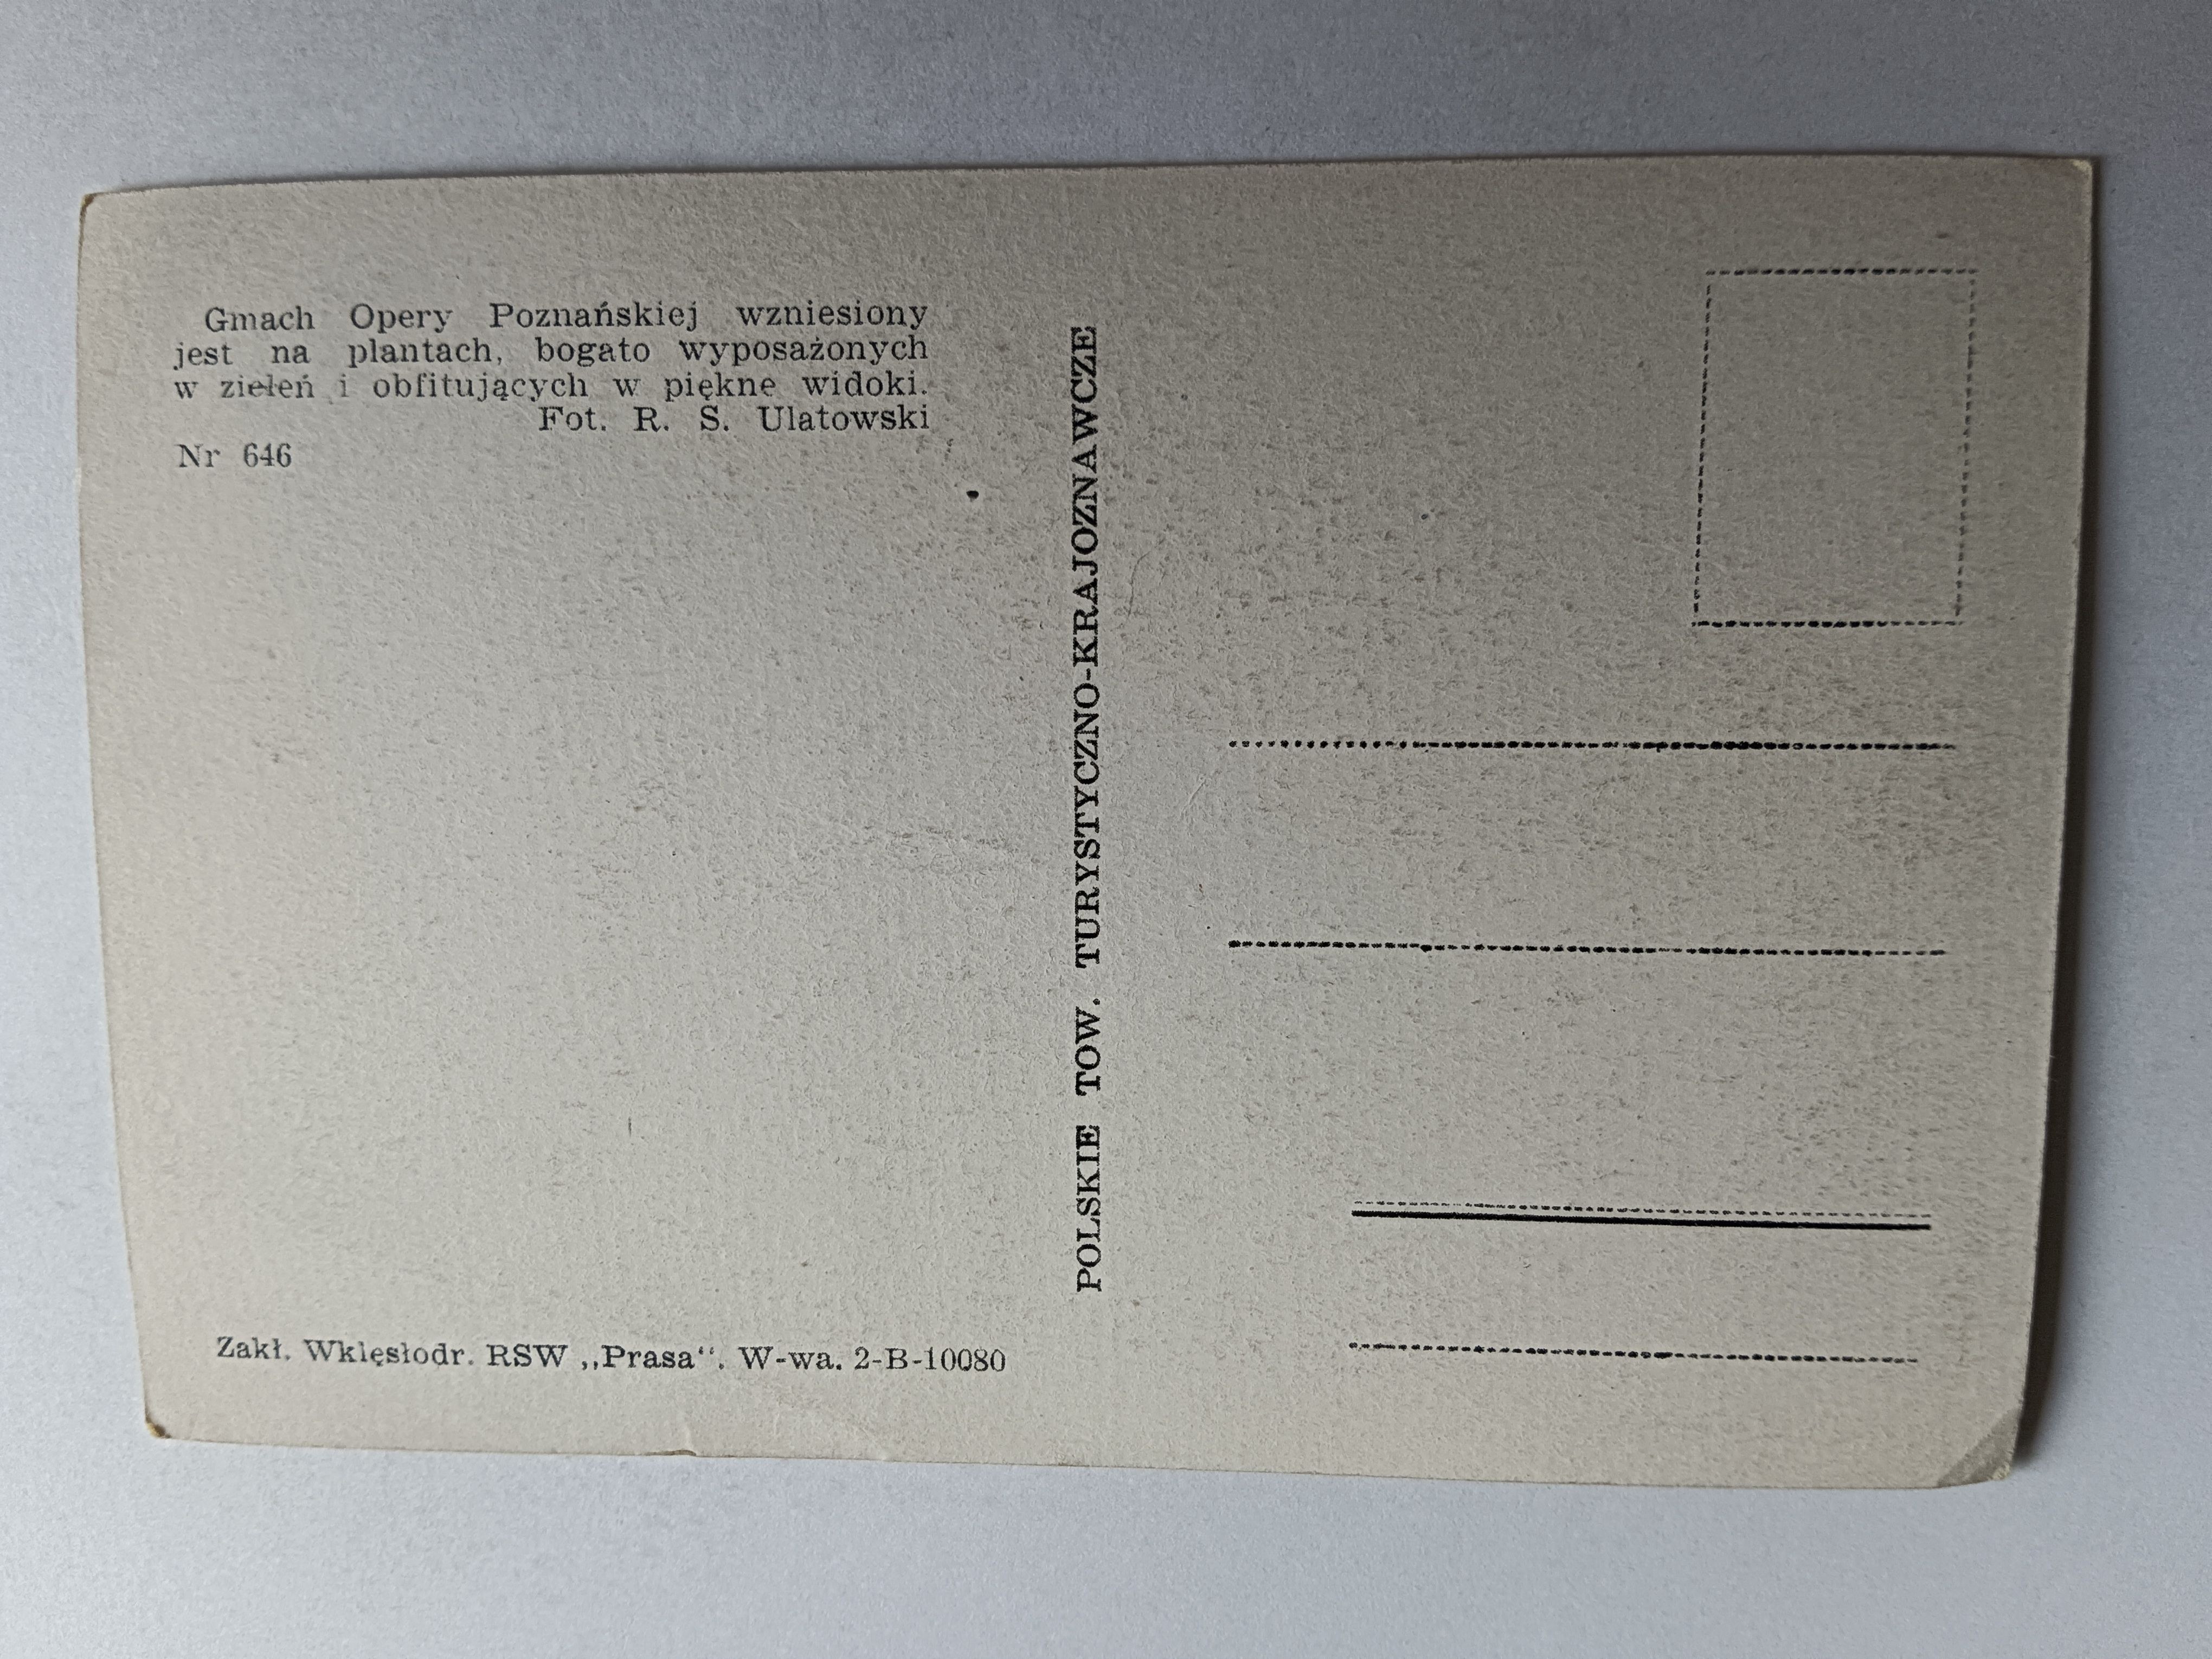 Gmach Opery Poznańskiej wzniesiony
jest na plantach, bogato wyposażonych
w zieleń i obfitujących w piękne widoki.
Fot. R. S. Ulatowski
Nr 646
Zakł. Wklęsłodr. RSW „Prasa“. W-wa. 2-B-10080
POLSKIE TOW. TURYSTYCZNO-KRAJOZNAWCZE